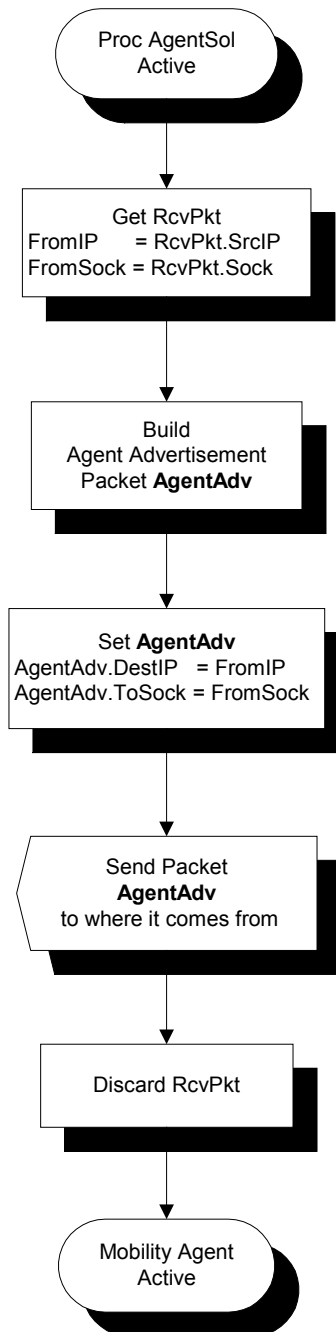 Proc AgentSol
Active
Get RcvPkt
FromIP = RcvPkt.SrcIP
FromSock = RcvPkt.Sock
Build
Agent Advertisement
Packet AgentAdv
Set AgentAdv
AgentAdv.DestIP = FromIP
AgentAdv.ToSock = FromSock
Send Packet
AgentAdv
to where it comes from
Discard RcvPkt
Mobility Agent
Active